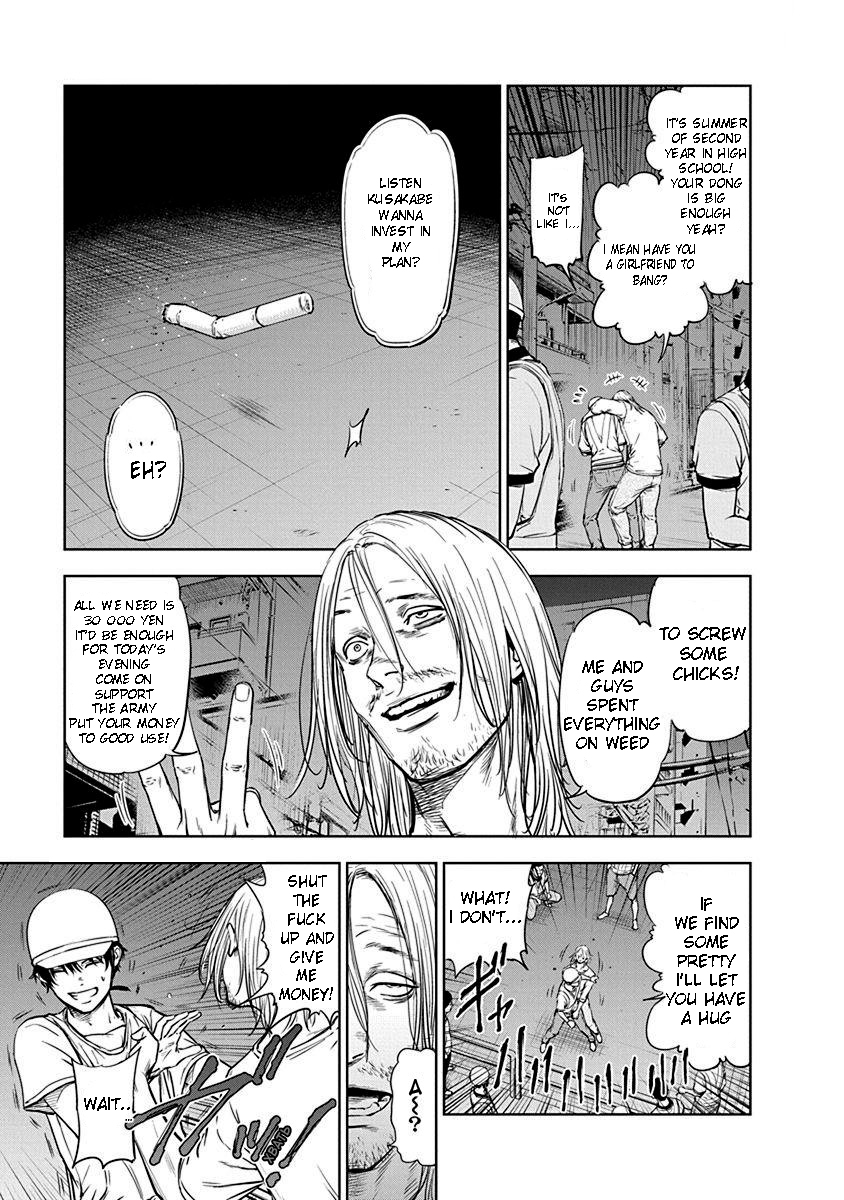 IT'S SUMMER
OF SECOND
YEAR IN HIGH
SCHOOL!
YOUR DONG
IS BIG
ENOUGH
YEAH?
I MEAN HAVE YOU
A GIRLFRIEND TO
BANG?
IT'S
NOT
LIKE I...
LISTEN
KUSAKABE
WANNA
INVEST IN
MY
PLAN?
...
EH?
TO SCREW
SOME
CHICKS!
ME AND
GUYS
SPENT
EVERYTHING
ON WEED
ALL WE NEED IS
30 000 YEN
IT'D BE ENOUGH
FOR TODAY'S
EVENING
COME ON
SUPPORT
THE ARMY
PUT YOUR MONEY
TO GOOD USE!
IF
WE FIND
SOME
PRETTY
I'LL LET
YOU HAVE
A HUG
WHAT!
I DON'T...
A~?
SHUT
THE
FUCK
UP AND
GIVE
ME
MONEY!
WAIT...
ХВАТЬ